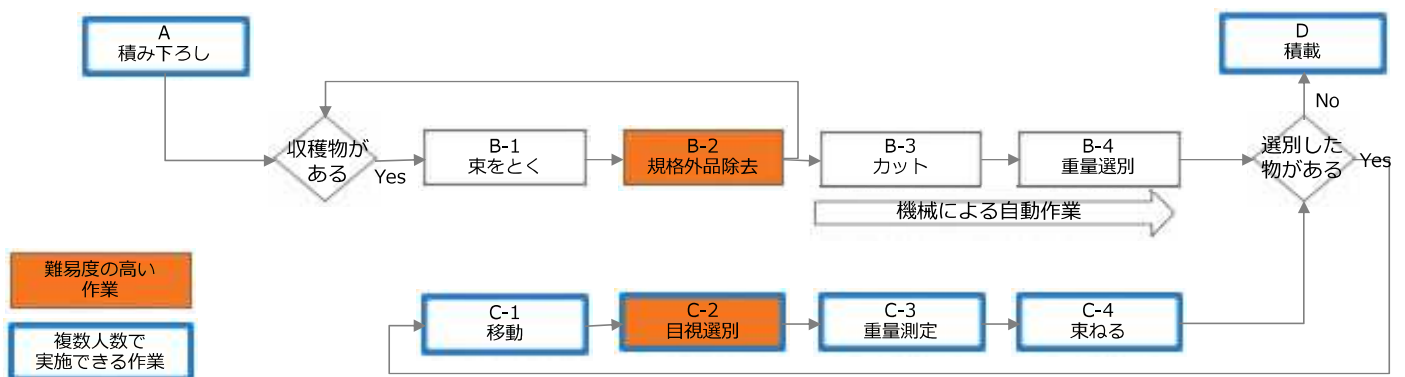 A
積み下ろし
収穫物が
ある
Yes
B-1
束をとく
B-2
規格外品除去
B-3
カット
B-4
重量選別
機械による自動作業
選別した
物がある
Yes
No
D
積載
C-1
移動
C-2
目視選別
C-3
重量測定
C-4
束ねる
難易度の高い
作業
複数人数で
実施できる作業